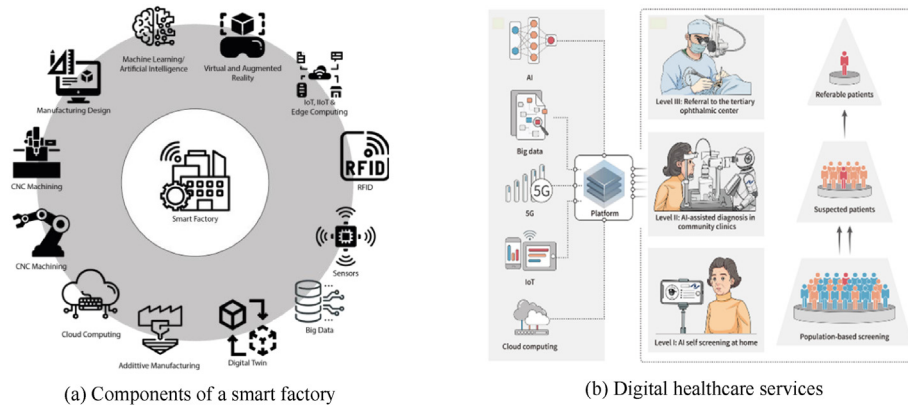 Machine Learning/
Artificial Intelligence
Virtual and Augmented
Reality
IoT, IIoT &
Edge Computing
RFID
RFID
Sensors
Big Data
Digital Twin
Addittive Manufacturing
Cloud Computing
CNC Machining
CNC Machining
Manufacturing Design
Smart Factory
(a) Components of a smart factory
AI
Big data
5G
5G
IoT
Cloud computing
Platform
Level III: Referral to the tertiary
ophthalmic center
Level II: AI-assisted diagnosis in
community clinics
Level I: AI self screening at home
Referable patients
Suspected patients
Population-based screening
(b) Digital healthcare services